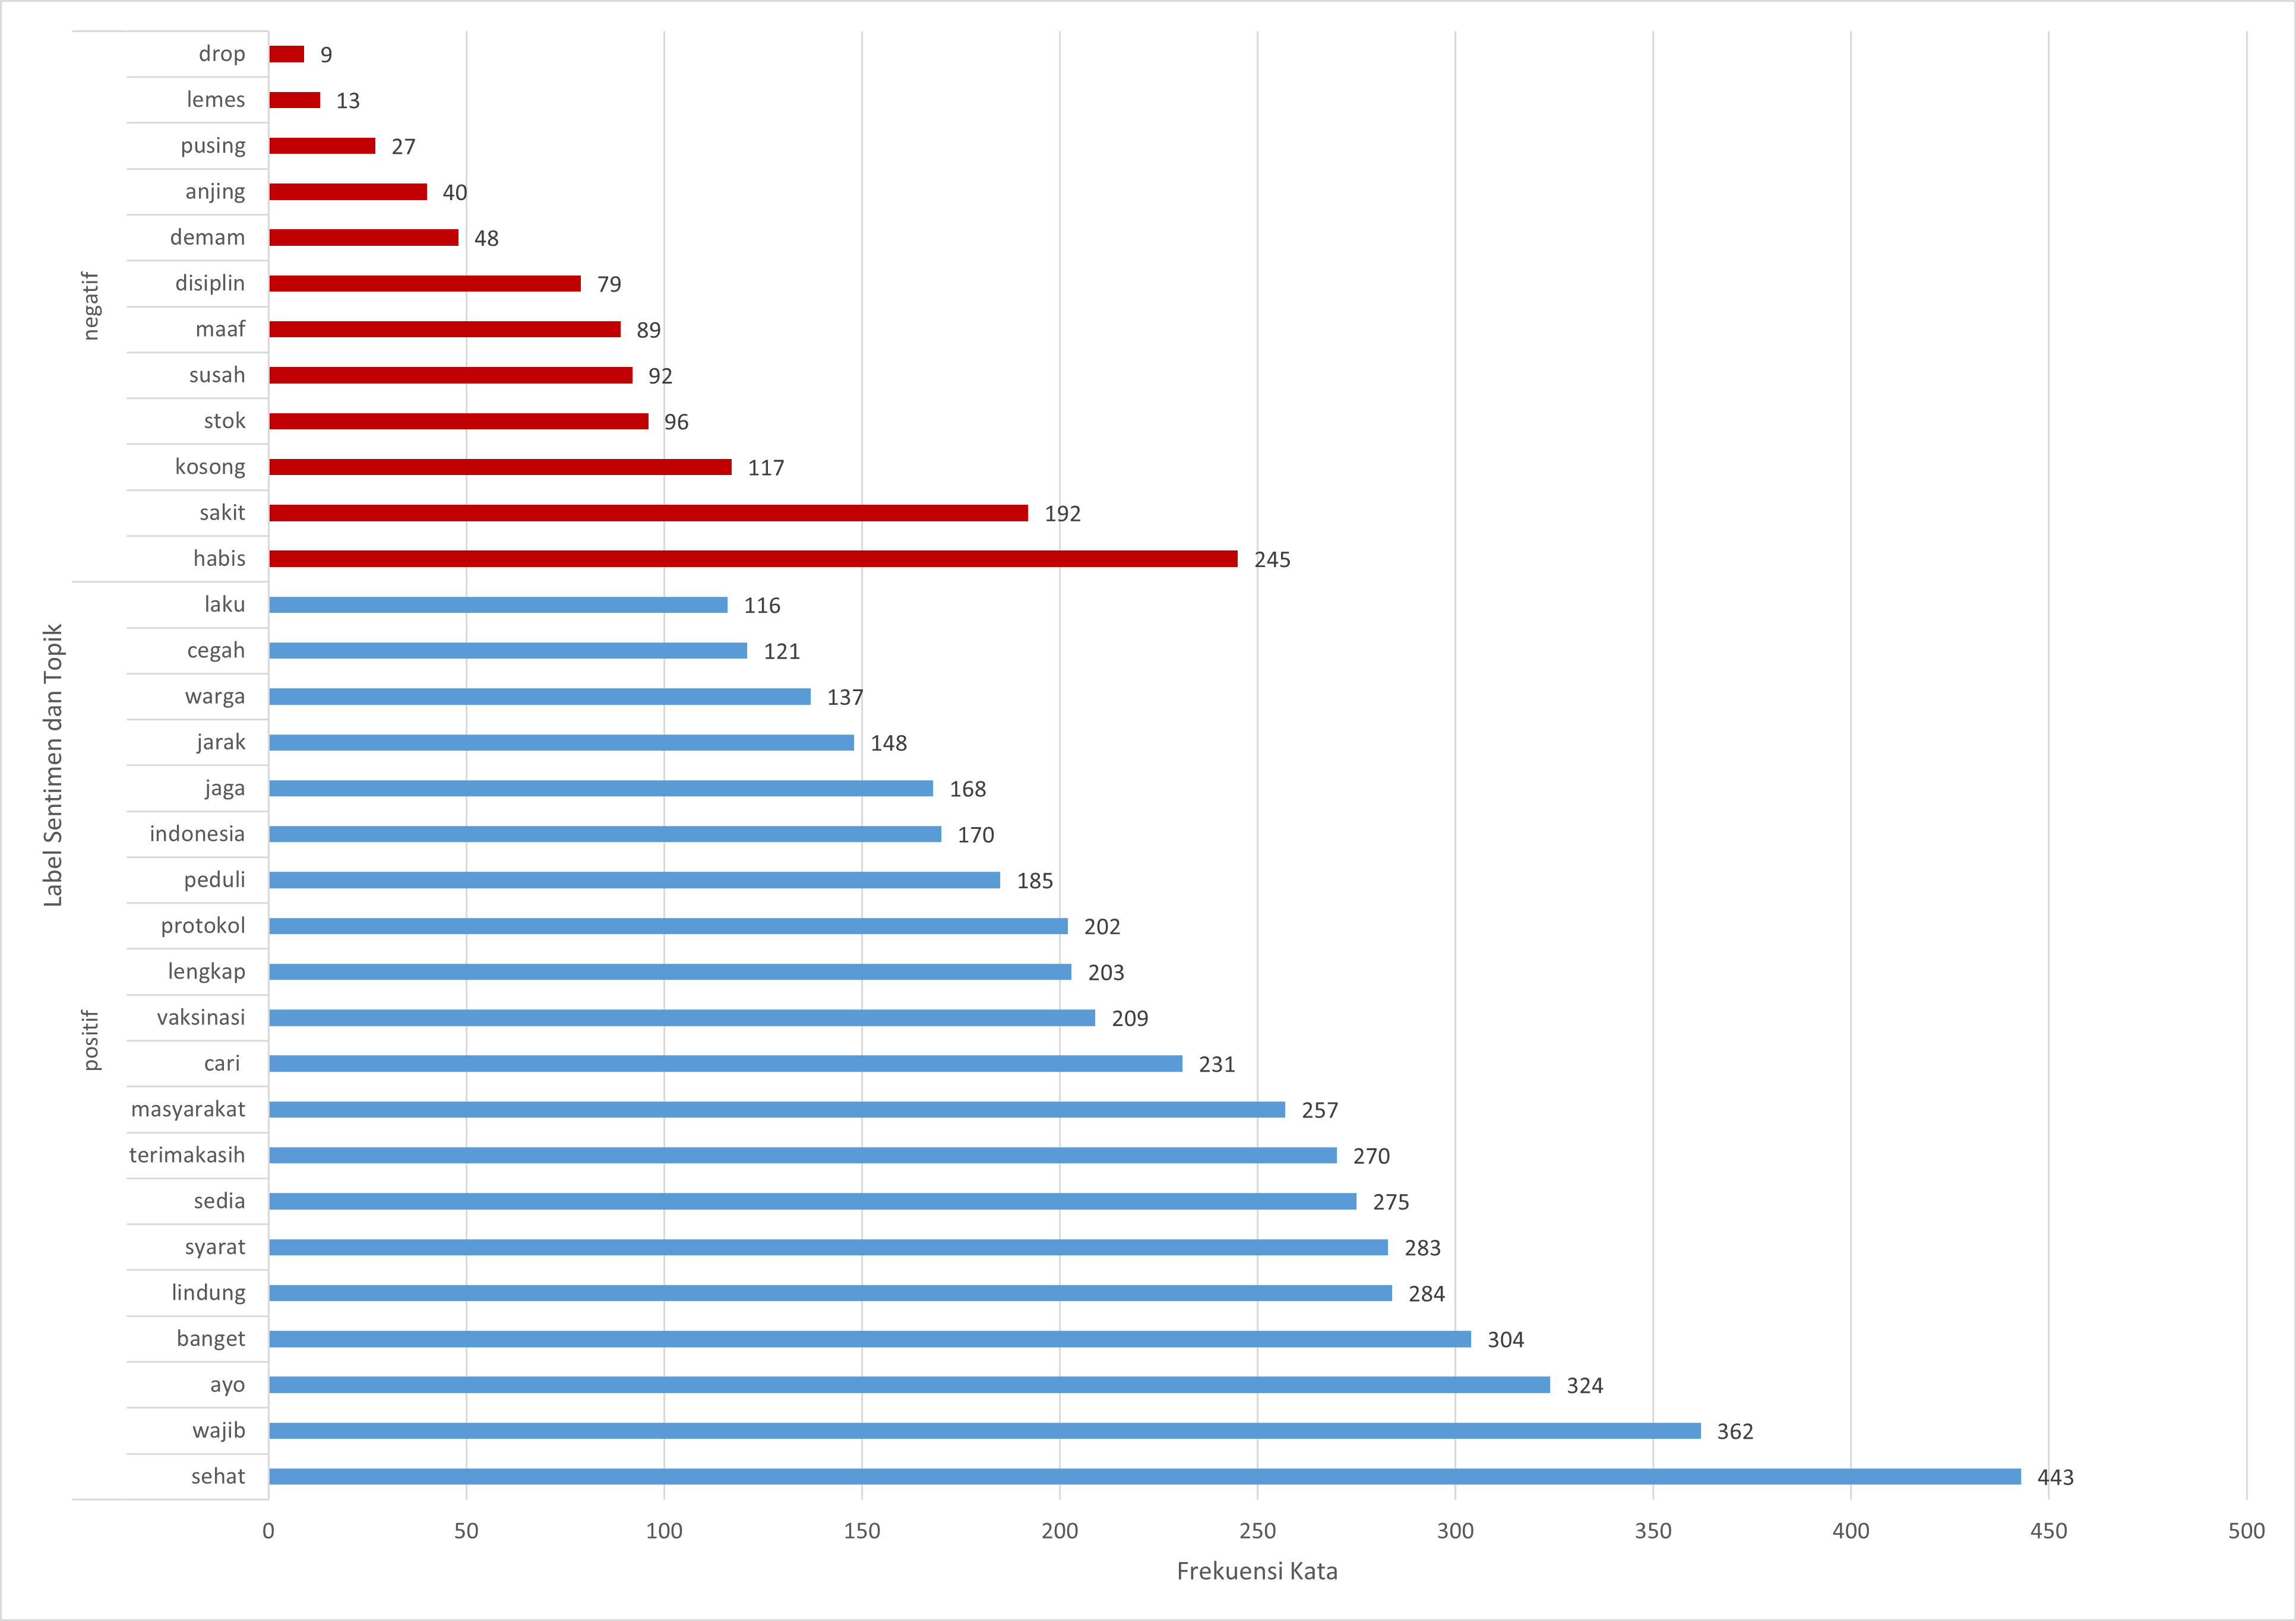 Label Sentimen dan Topik
negatif
drop 9
lemes 13
pusing 27
anjing 40
demam 48
disiplin 79
maaf 89
susah 92
stok 96
kosong 117
sakit 192
habis 245
positif
laku 116
cegah 121
warga 137
jarak 148
jaga 168
indonesia 170
peduli 185
protokol 202
lengkap 203
vaksinasi 209
cari 231
masyarakat 257
terimakasih 270
sedia 275
syarat 283
lindung 284
banget 304
ayo 324
wajib 362
sehat 443
0 50 100 150 200 250 300 350 400 450 500
Frekuensi Kata